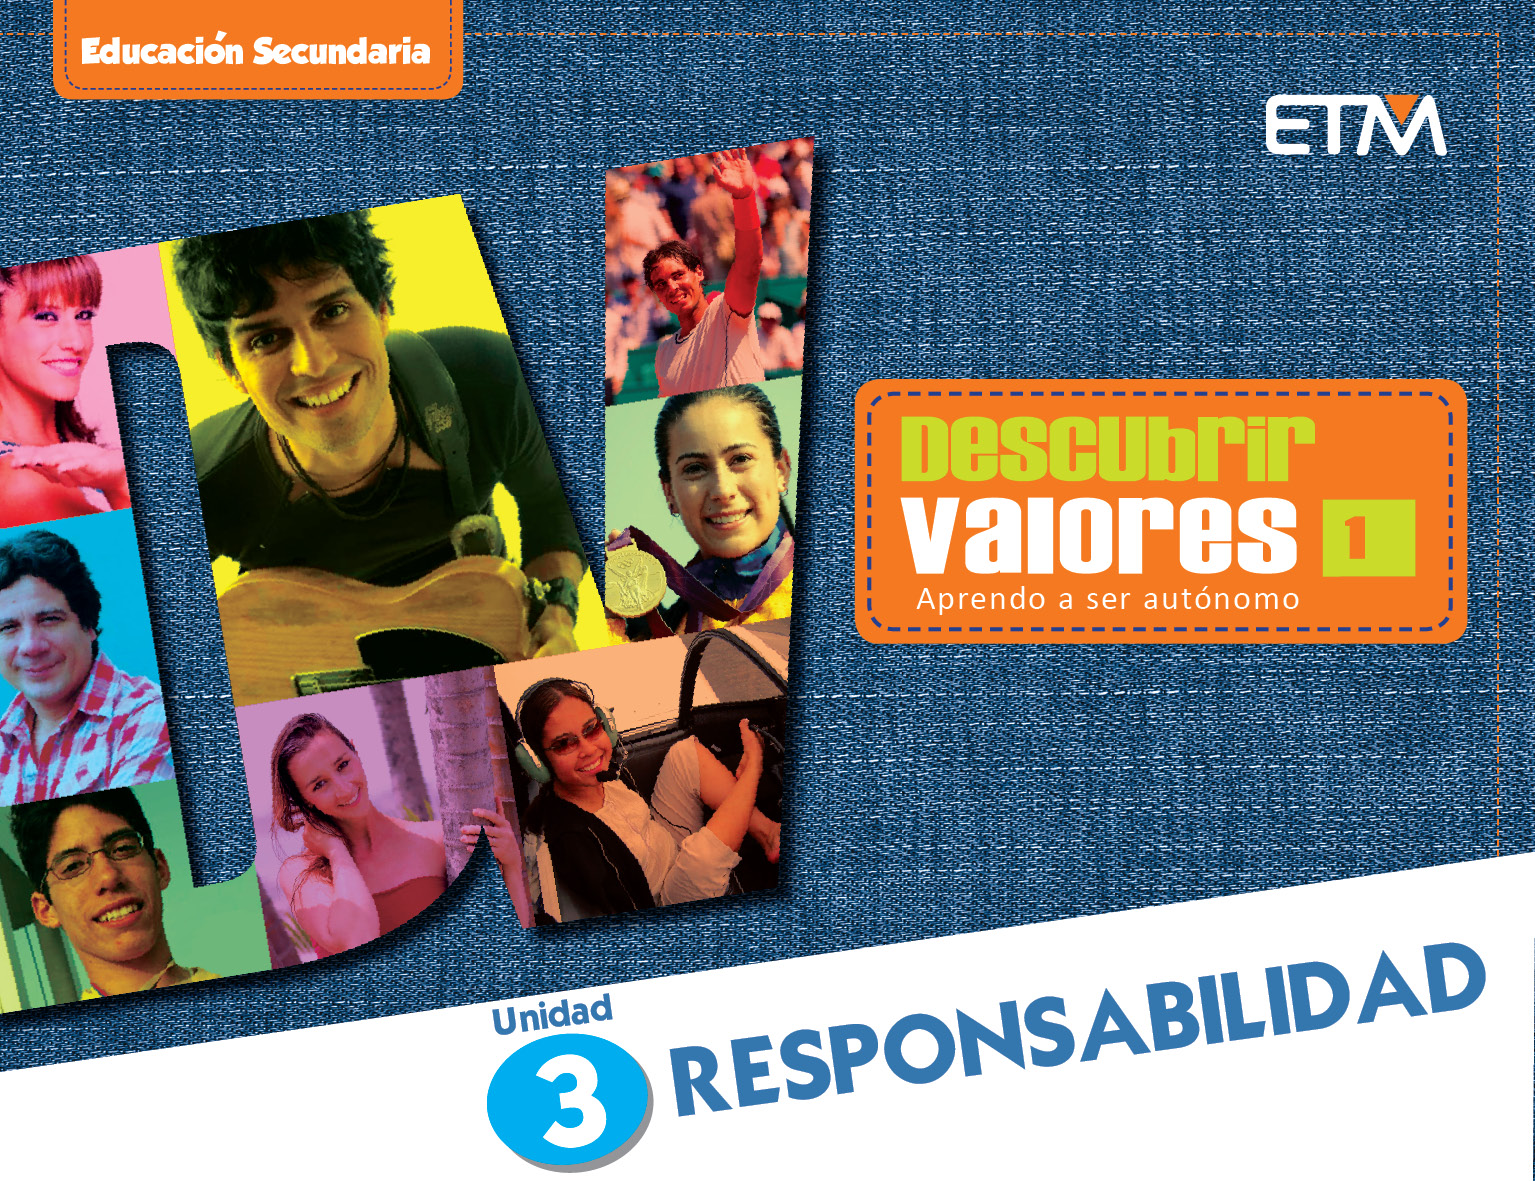 Educación Secundaria
ETM
Descubrir
valores 1
Aprendo a ser autónomo
Unidad
3
RESPONSABILIDAD